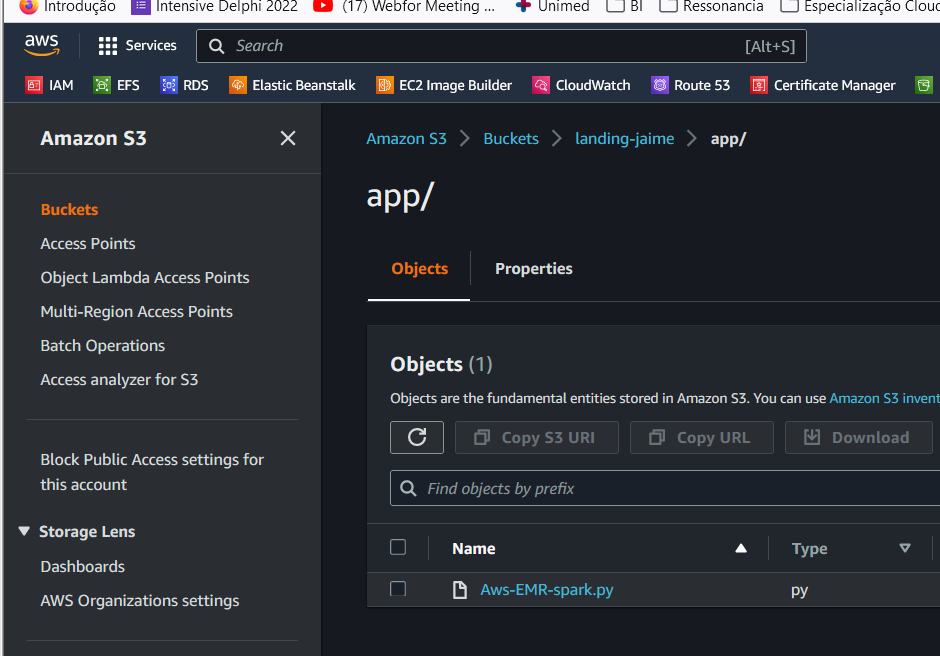 Introdução Intensive Delphi 2022 (17) Webfor Meeting ... Unimed BI Ressonancia Especialização Clou
aws Services Search [Alt+S]
IAM EFS RDS Elastic Beanstalk EC2 Image Builder CloudWatch Route 53 Certificate Manager
Amazon S3
Buckets
Access Points
Object Lambda Access Points
Multi-Region Access Points
Batch Operations
Access analyzer for S3
Block Public Access settings for
this account
Storage Lens
Dashboards
AWS Organizations settings
Amazon S3 Buckets landing-jaime app/
app/
Objects Properties
Objects (1)
Objects are the fundamental entities stored in Amazon S3. You can use Amazon S3 invent
Copy S3 URI Copy URL Download
Find objects by prefix
Name Type
Aws-EMR-spark.py py